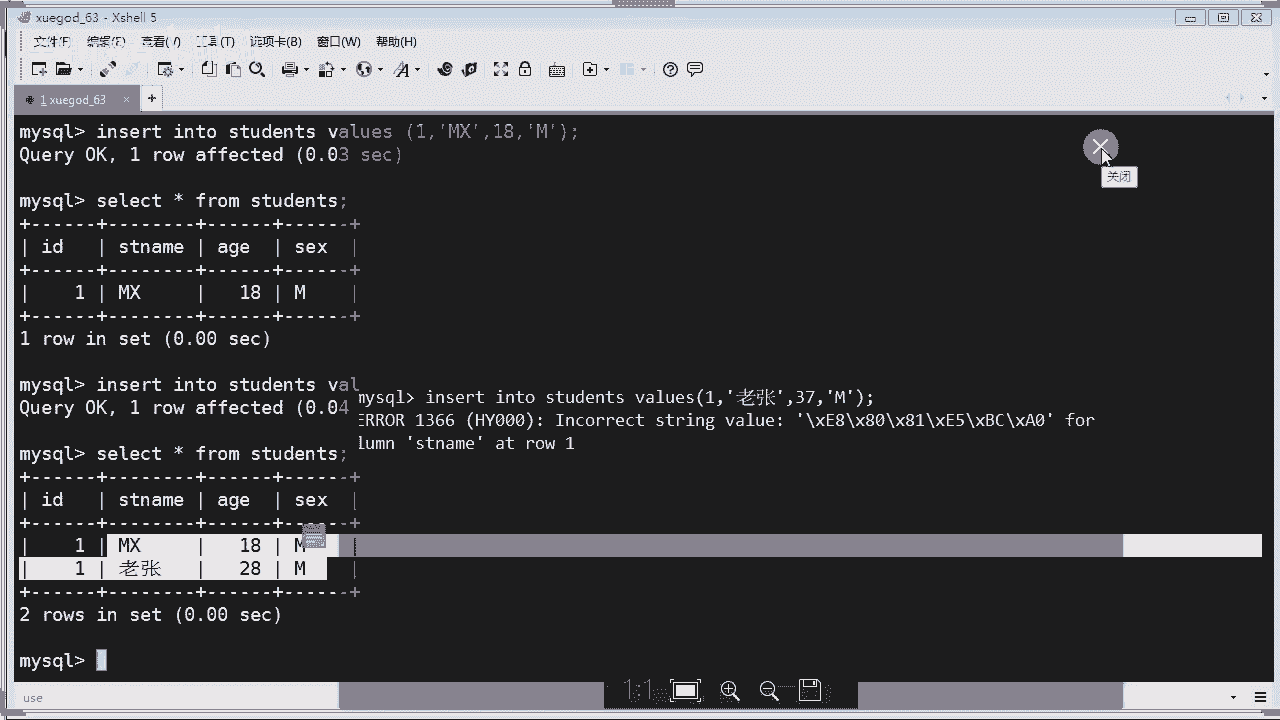 xuegod_63 - Xshell 5
文件(F) 编辑(E) 查看(V) 工具(T) 选项卡(B) 窗口(W) 帮助(H)
1 xuegod_63 × +
mysql> insert into students values (1,'MX',18,'M');
Query OK, 1 row affected (0.03 sec)
关闭
mysql> select * from students;
+------+--------+------+------+
| id   | stname | age  | sex  |
+------+--------+------+------+
|    1 | MX     |   18 | M    |
+------+--------+------+------+
1 row in set (0.00 sec)
mysql> insert into students val
Query OK, 1 row affected (0.04
mysql> insert into students values(1,'老张',37,'M');
ERROR 1366 (HY000): Incorrect string value: '\xE8\x80\x81\xE5\xBC\xA0' for
lumn 'stname' at row 1
mysql> select * from students;
+------+--------+------+------+
| id   | stname | age  | sex  |
+------+--------+------+------+
|    1 | MX     |   18 | M    |
|    1 | 老张   |   28 | M    |
+------+--------+------+------+
2 rows in set (0.00 sec)
mysql>
1:1
use